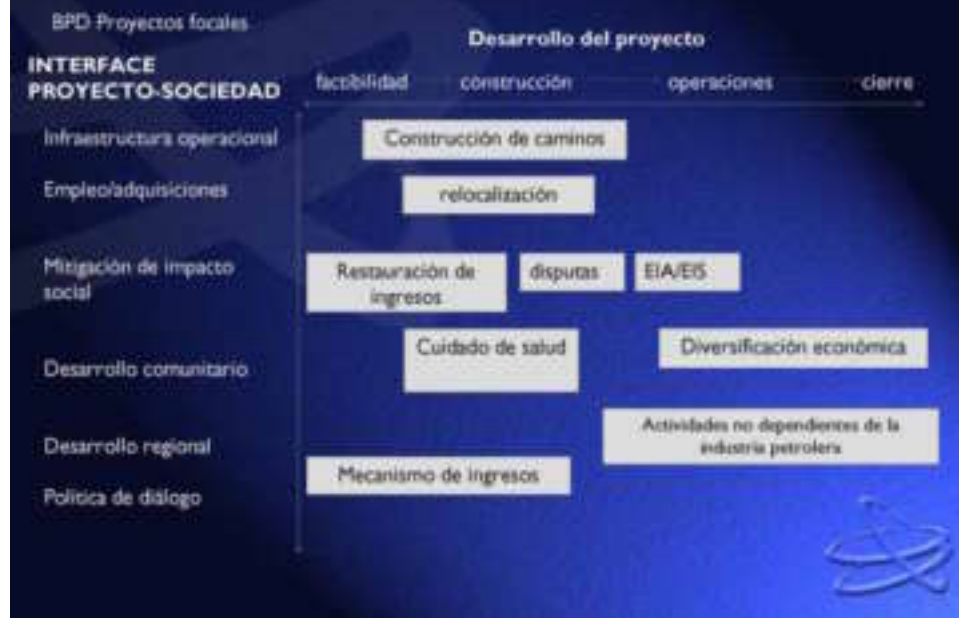 BPD Proyectos focales
Desarrollo del proyecto
INTERFACE
PROYECTO-SOCIEDAD
factibilidad construcción operaciones cierre
Infraestructura operacional
Construcción de caminos
Empleo/adquisiciones
relocalización
Mitigación de impacto
social
Restauración de
ingresos
disputas
EIA/EIS
Cuidado de salud
Diversificación económica
Desarrollo comunitario
Actividades no dependientes de la
industria petrolera
Desarrollo regional
Mecanismo de ingresos
Política de diálogo